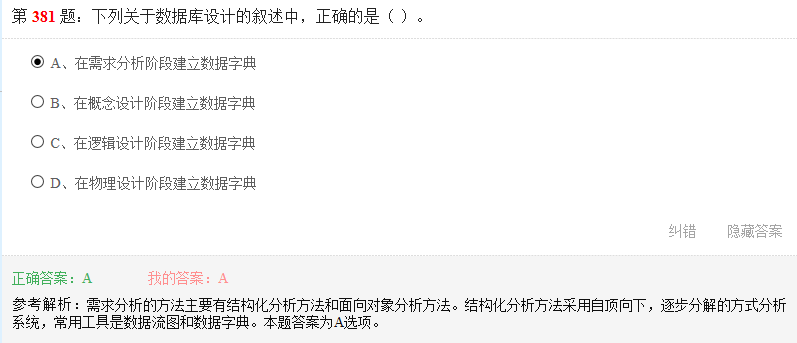 第 381 题：下列关于数据库设计的叙述中，正确的是（ ）。
A、在需求分析阶段建立数据字典
B、在概念设计阶段建立数据字典
C、在逻辑设计阶段建立数据字典
D、在物理设计阶段建立数据字典
纠错 隐藏答案
正确答案：A 我的答案：A
参考解析：需求分析的方法主要有结构化分析方法和面向对象分析方法。结构化分析方法采用自顶向下，逐步分解的方式分析
系统，常用工具是数据流图和数据字典。本题答案为A选项。